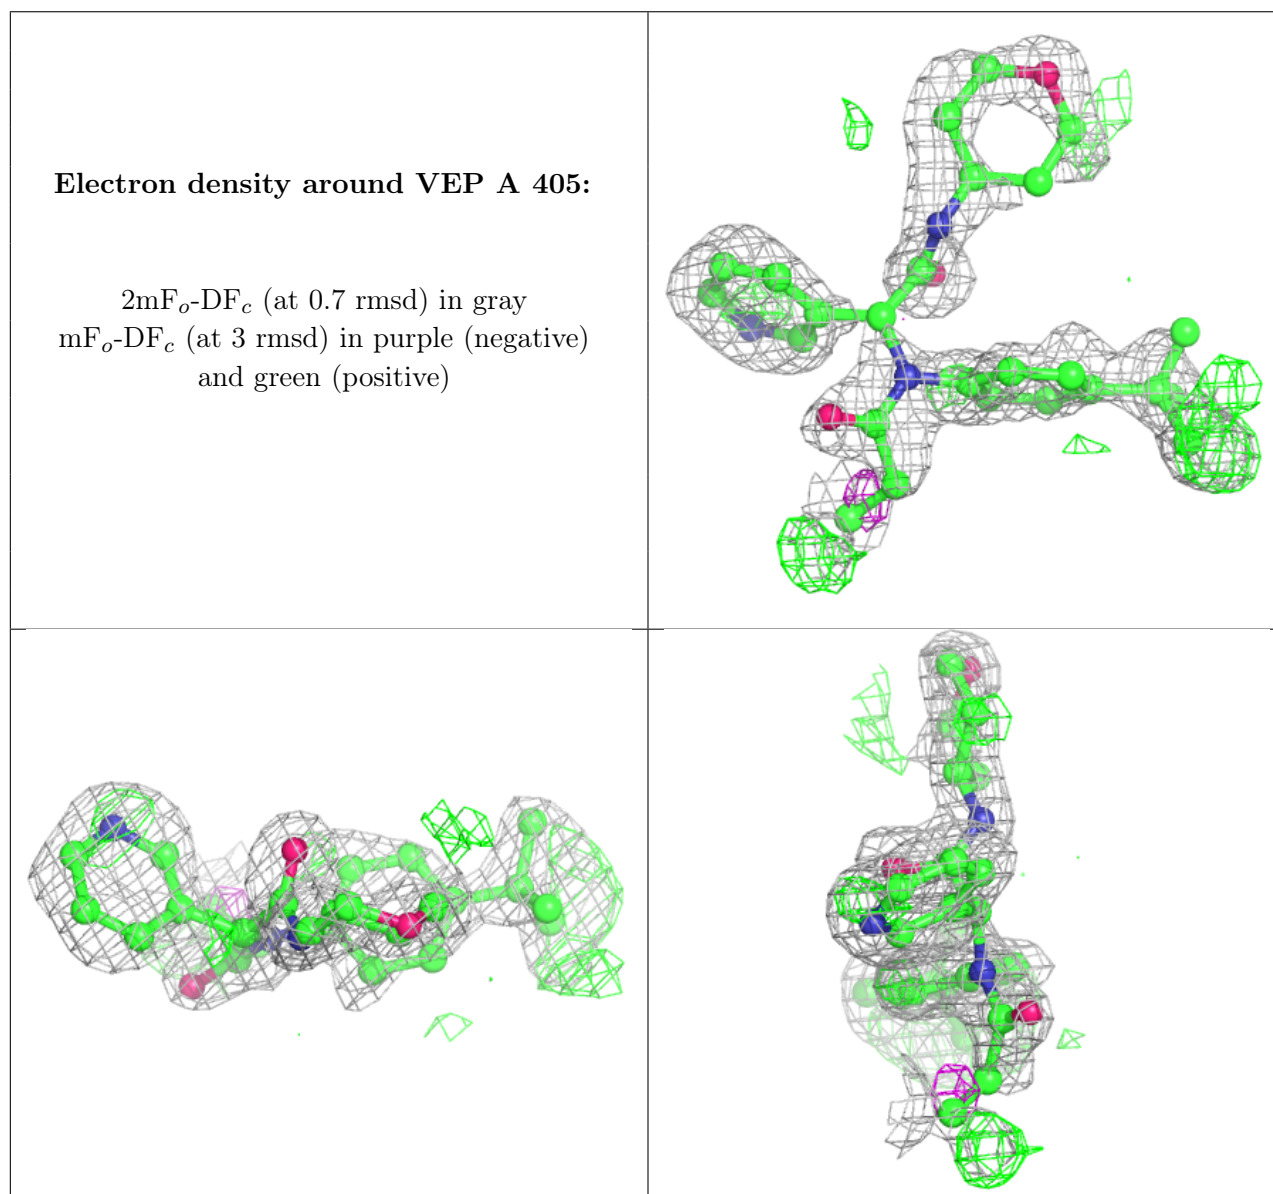 Electron density around VEP A 405:
2mFo-DFc (at 0.7 rmsd) in gray
mFo-DFc (at 3 rmsd) in purple (negative)
and green (positive)